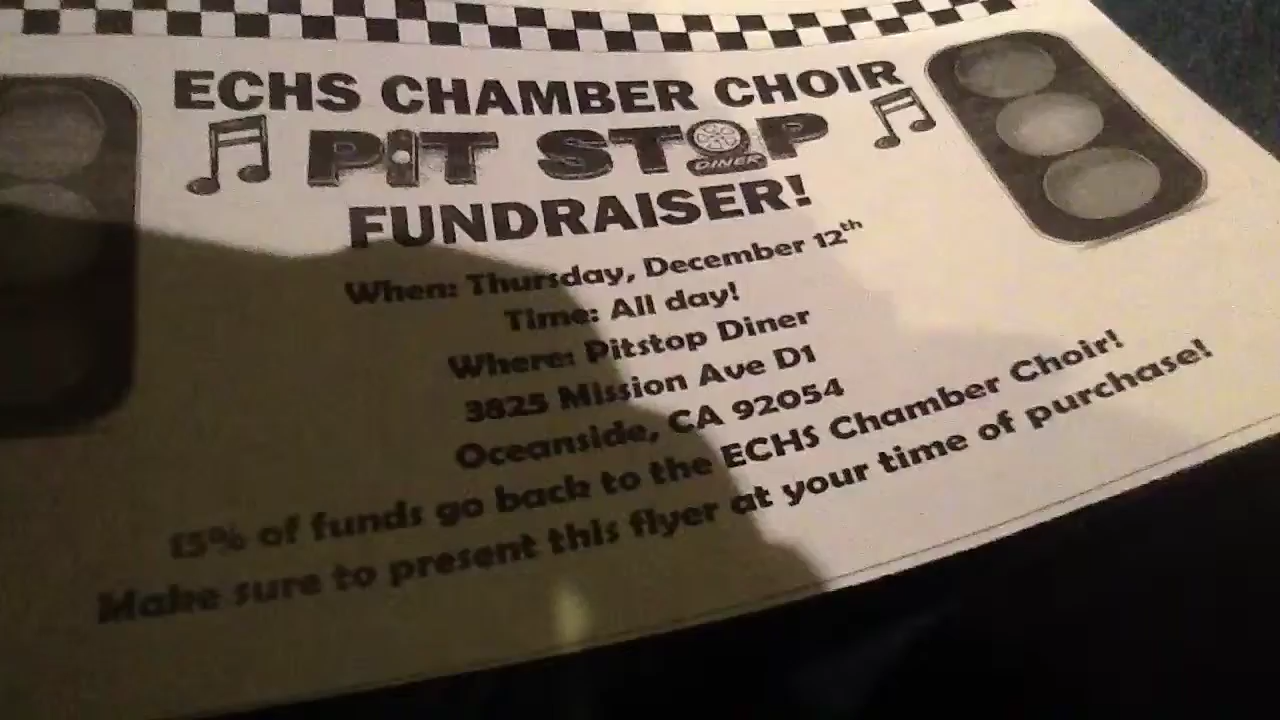 ECHS CHAMBER CHOIR
PIT STOP
DINER
FUNDRAISER!
When: Thursday, December 12th
Time: All day!
Where: Pitstop Diner
3825 Mission Ave D1
Oceanside, CA 92054
15% of funds go back to the ECHS Chamber Choir!
Make sure to present this flyer at your time of purchase!